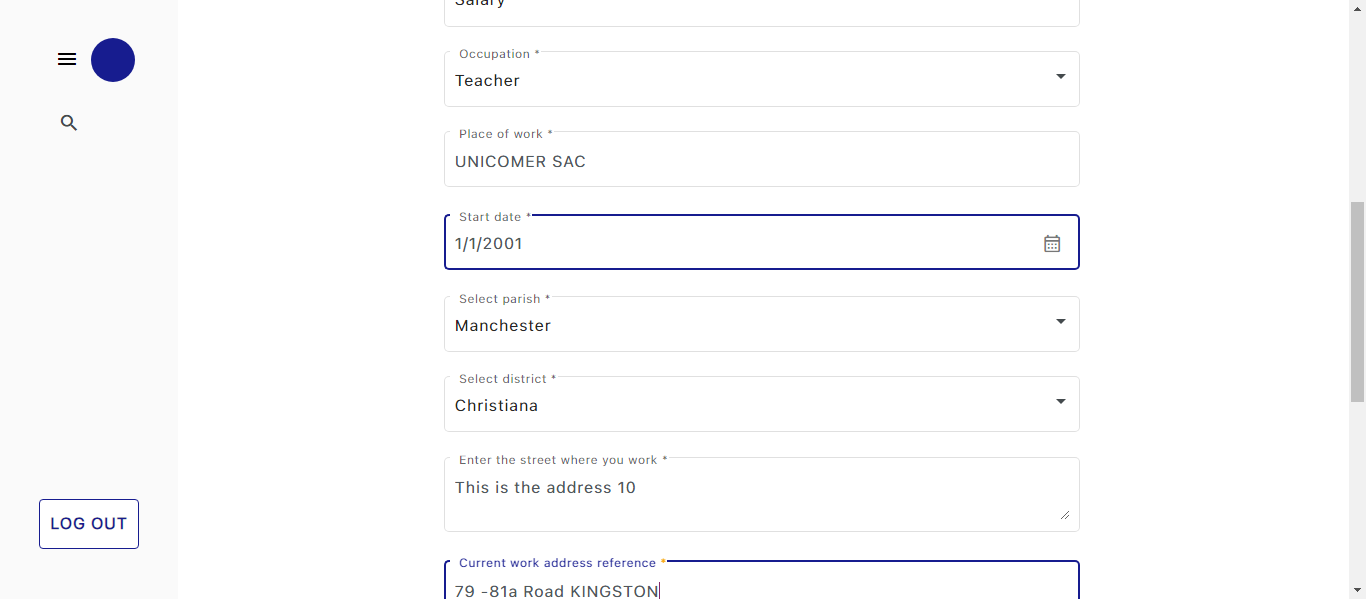 Salary
Occupation *
Teacher
Place of work *
UNICOMER SAC
Start date *
1/1/2001
Select parish *
Manchester
Select district *
Christiana
Enter the street where you work *
This is the address 10
LOG OUT
Current work address reference *
79 -81a Road KINGSTON